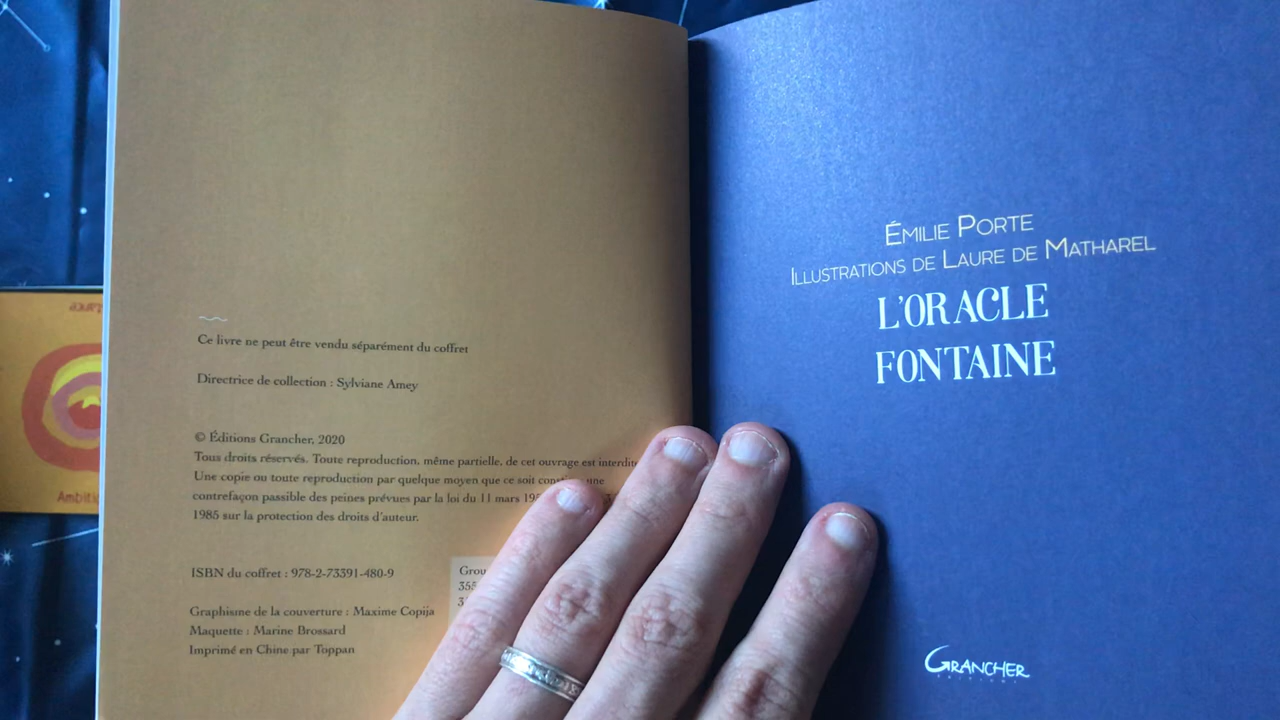 Ce livre ne peut être vendu séparément du coffret
Directrice de collection : Sylviane Amey
© Éditions Grancher, 2020
Tous droits réservés. Toute reproduction, même partielle, de cet ouvrage est
Une copie ou toute reproduction par quelque moyen que ce soit une
contrefaçon passible des peines prévues par la loi du 11 mars
1985 sur la protection des droits d'auteur.
ISBN du coffret : 978-2-73391-480-9
Graphisme de la couverture : Maxime Copija
Maquette : Marine Brossard
Imprimé en Chine par Toppan
ÉMILIE PORTE
ILLUSTRATIONS DE LAURE DE MATHAREL
L'ORACLE
FONTAINE
GRANCHER